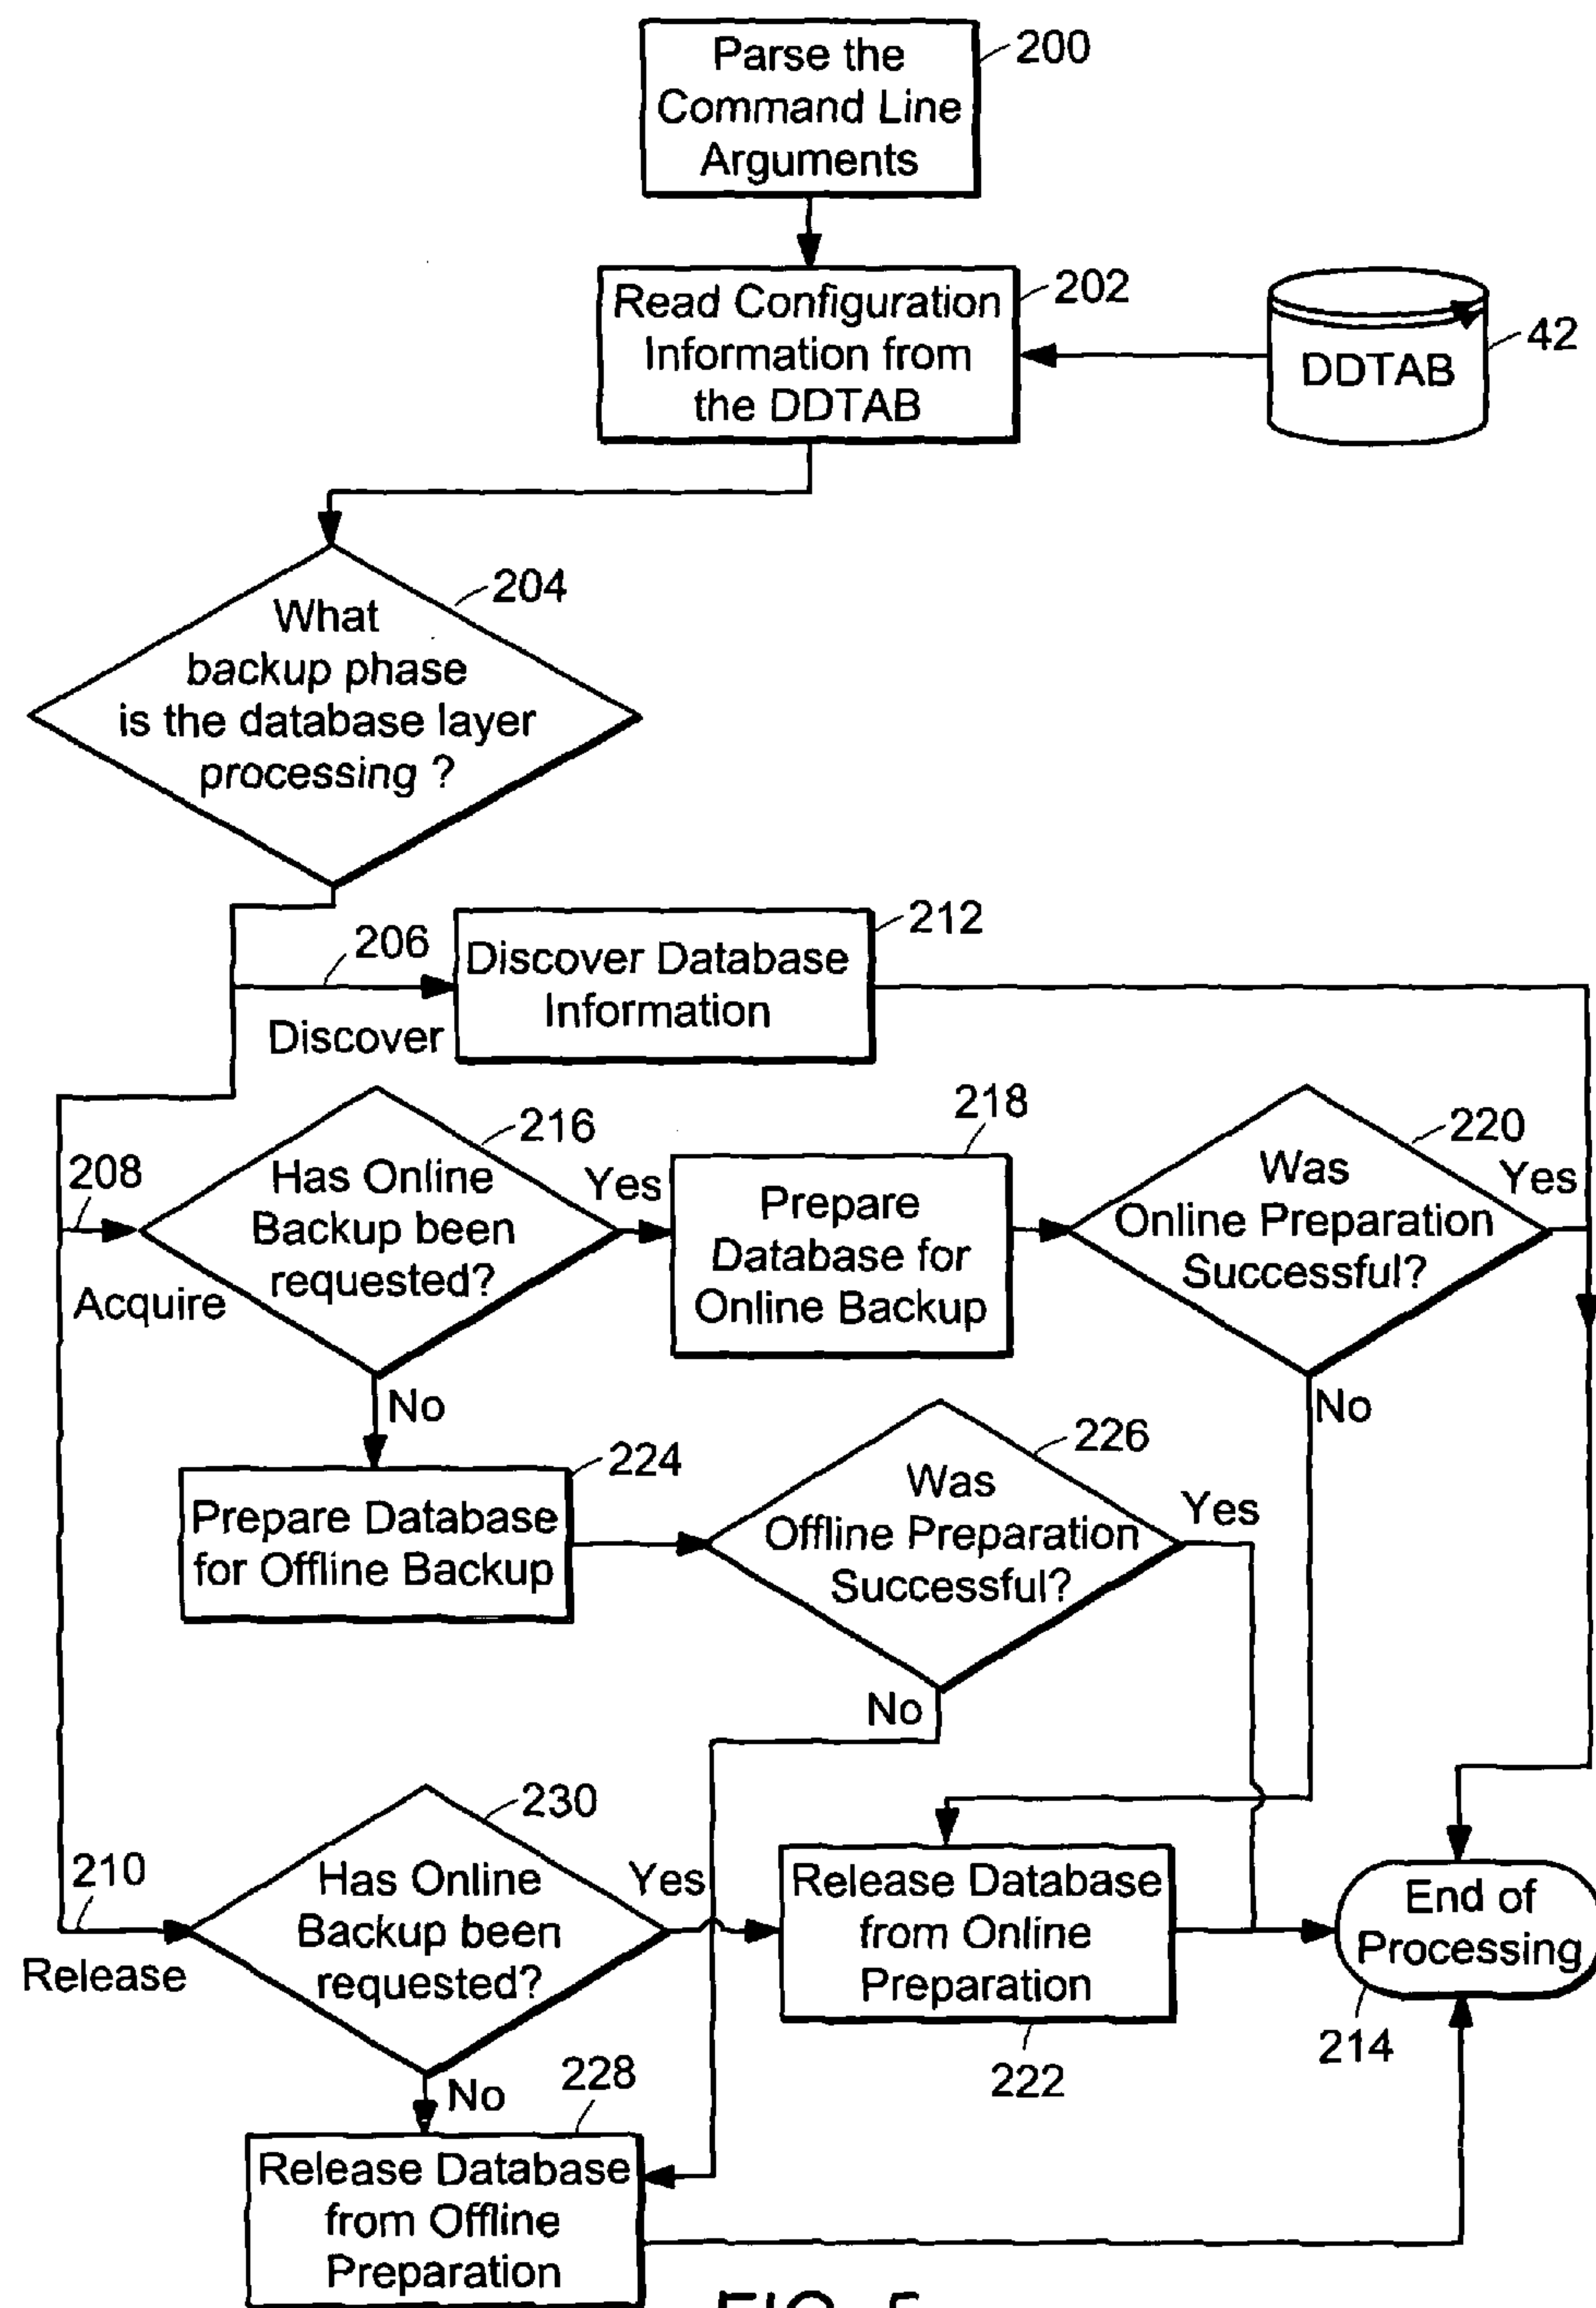 Parse the
Command Line
Arguments
200
Read Configuration
Information from
the DDTAB
202
DDTAB
42
What
backup phase
is the database layer
processing ?
204
206
Discover
Discover Database
Information
212
208
Acquire
Has Online
Backup been
requested?
216
Yes
No
Prepare
Database for
Online Backup
218
Was
Online Preparation
Successful?
220
Yes
No
Prepare Database
for Offline Backup
224
Was
Offline Preparation
Successful?
226
Yes
No
210
Release
Has Online
Backup been
requested?
230
Yes
No
Release Database
from Online
Preparation
222
End of
Processing
214
Release Database
from Offline
Preparation
228
FIG. 5